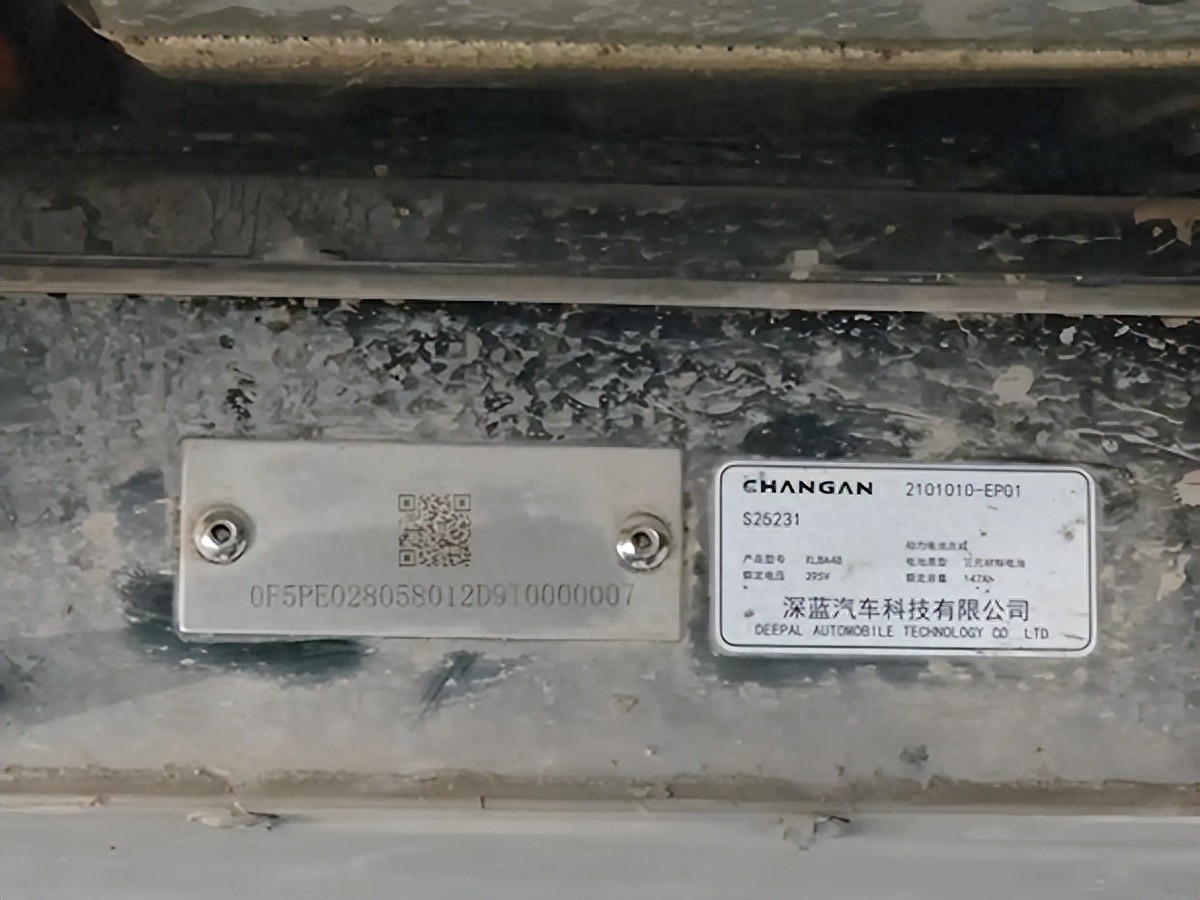 0F5PE028058012D9T0000007
CHANGAN 2101010-EP01
S26231
动力电池总成
产品型号 电池类型 三元材料电池
额定电压 395V 额定容量 147Ah
深蓝汽车科技有限公司
DEEPAL AUTOMOBILE TECHNOLOGY CO LTD